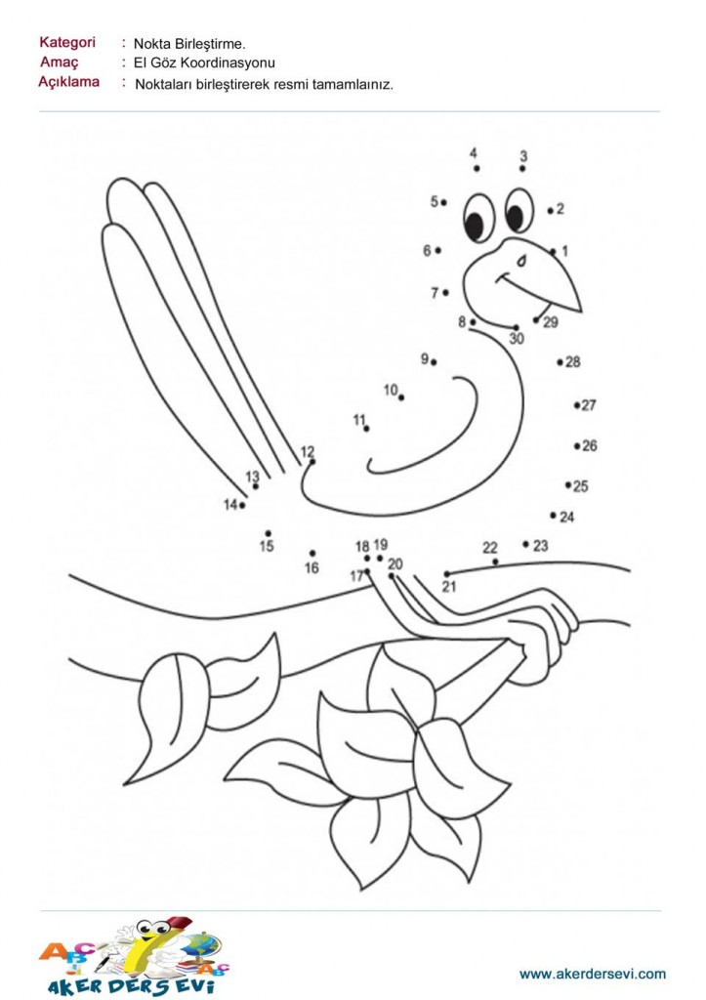 Kategori : Nokta Birleştirme.
Amaç : El Göz Koordinasyonu
Açıklama : Noktaları birleştirerek resmi tamamlaınız.
4 3
5 2
6 1
7
8 29
30
9 28
10 27
11
12 26
13 25
14 24
15 18 19 22 23
16 17 20 21
A B C
A B C
AKER DERS EVİ
www.akerdersevi.com